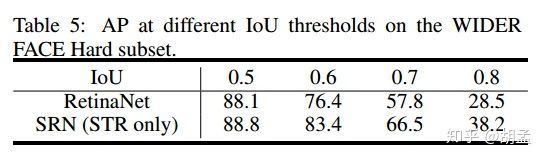 Table 5: AP at different IoU thresholds on the WIDER
FACE Hard subset.
IoU 0.5 0.6 0.7 0.8
RetinaNet 88.1 76.4 57.8 28.5
SRN (STR only) 88.8 83.4 66.5 38.2
知乎 @胡孟